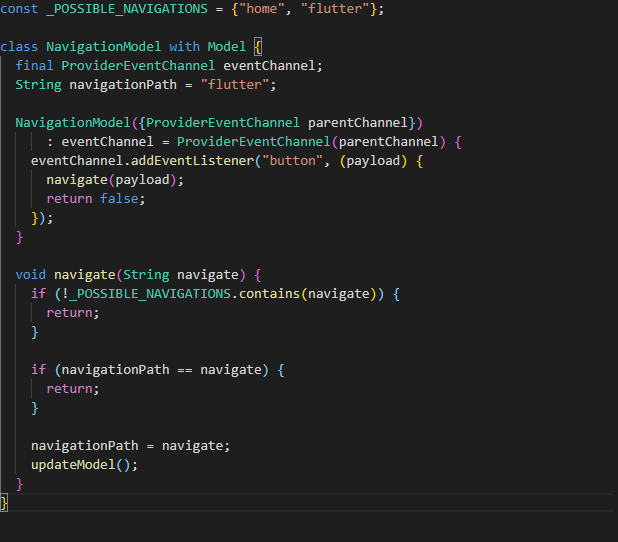 const _POSSIBLE_NAVIGATIONS = {"home", "flutter"};

class NavigationModel with Model {
  final ProviderEventChannel eventChannel;
  String navigationPath = "flutter";

  NavigationModel({ProviderEventChannel parentChannel})
      : eventChannel = ProviderEventChannel(parentChannel) {
    eventChannel.addEventListener("button", (payload) {
      navigate(payload);
      return false;
    });
  }

  void navigate(String navigate) {
    if (!_POSSIBLE_NAVIGATIONS.contains(navigate)) {
      return;
    }

    if (navigationPath == navigate) {
      return;
    }

    navigationPath = navigate;
    updateModel();
  }
}